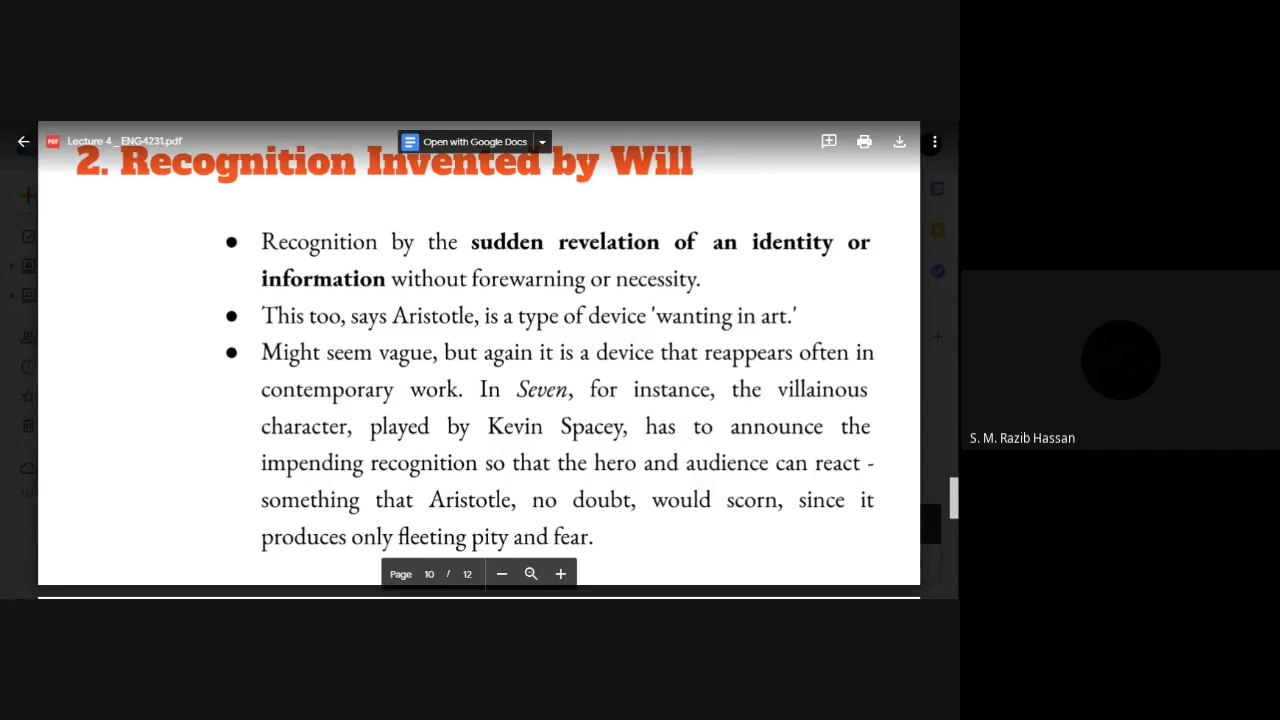 Lecture 4 _ ENG4231.pdf
Open with Google Docs
2. Recognition Invented by Will
● Recognition by the sudden revelation of an identity or
information without forewarning or necessity.
● This too, says Aristotle, is a type of device 'wanting in art.'
● Might seem vague, but again it is a device that reappears often in
contemporary work. In Seven, for instance, the villainous
character, played by Kevin Spacey, has to announce the
impending recognition so that the hero and audience can react -
something that Aristotle, no doubt, would scorn, since it
produces only fleeting pity and fear.
Page 10 / 12
S. M. Razib Hassan